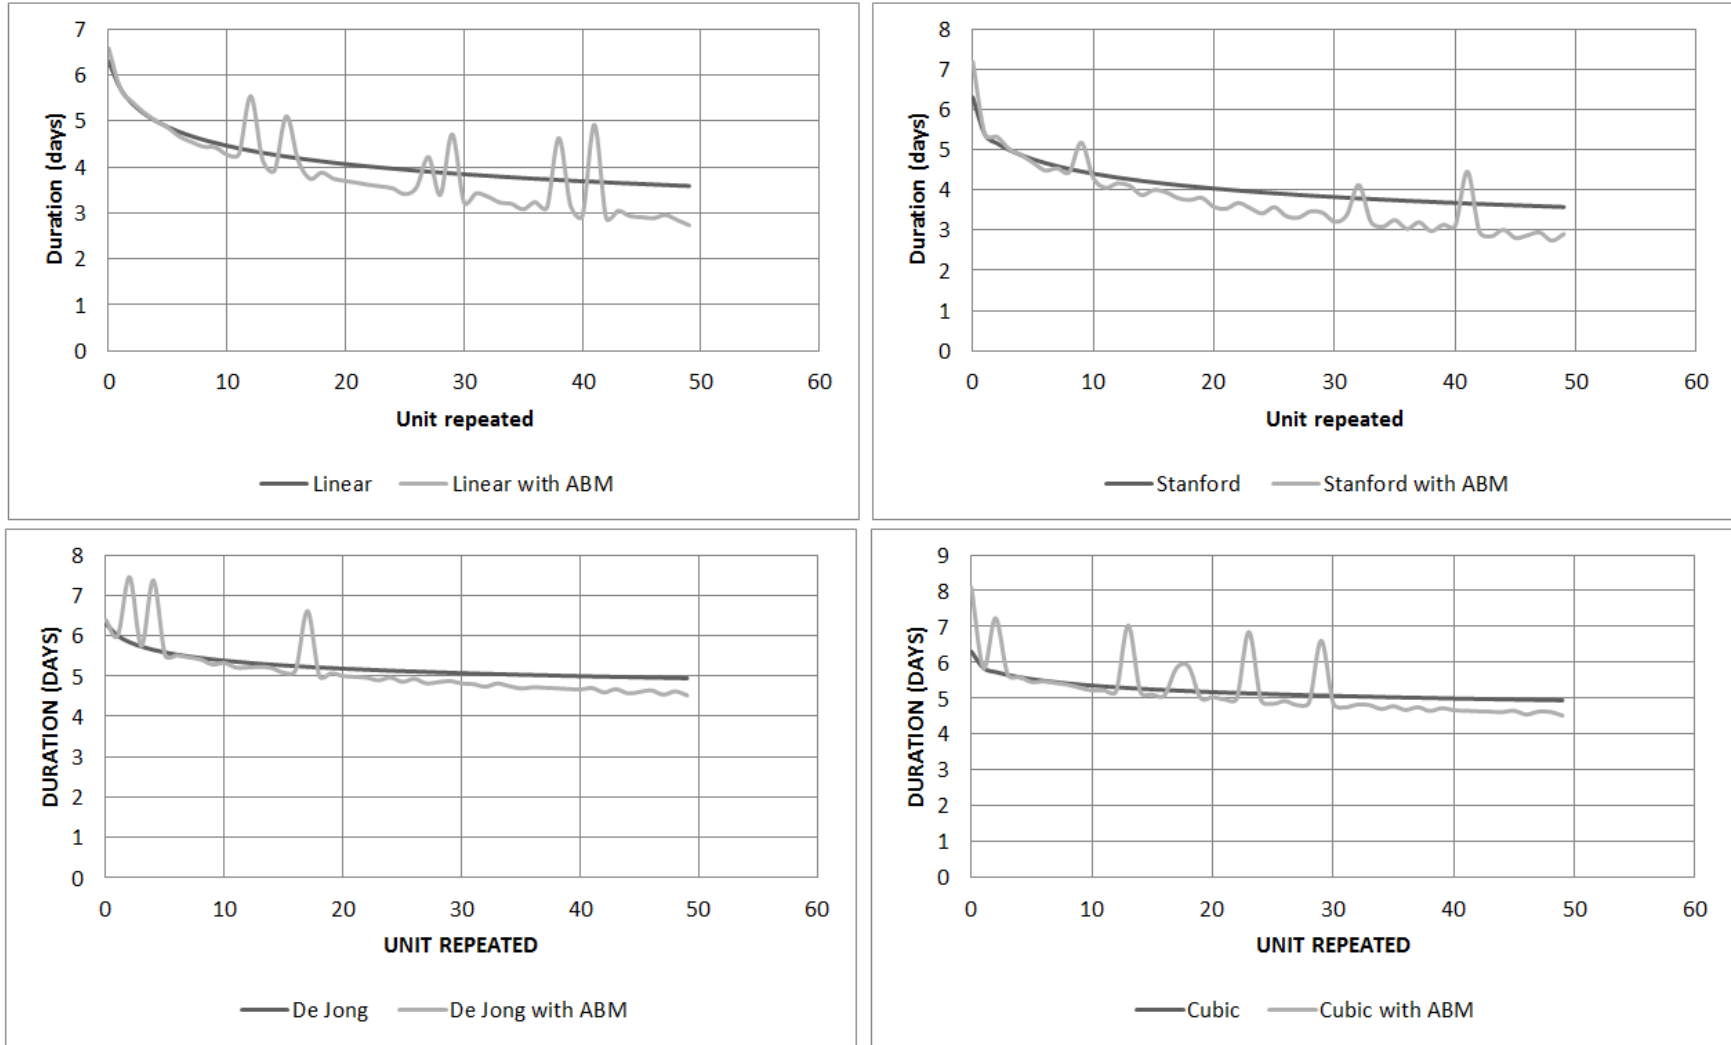 7
6
5
4
3
2
1
0
Duration (days)
0 10 20 30 40 50 60
Unit repeated
Linear Linear with ABM
8
7
6
5
4
3
2
1
0
Duration (days)
0 10 20 30 40 50 60
Unit repeated
Stanford Stanford with ABM
8
7
6
5
4
3
2
1
0
DURATION (DAYS)
0 10 20 30 40 50 60
UNIT REPEATED
De Jong De Jong with ABM
9
8
7
6
5
4
3
2
1
0
DURATION (DAYS)
0 10 20 30 40 50 60
UNIT REPEATED
Cubic Cubic with ABM